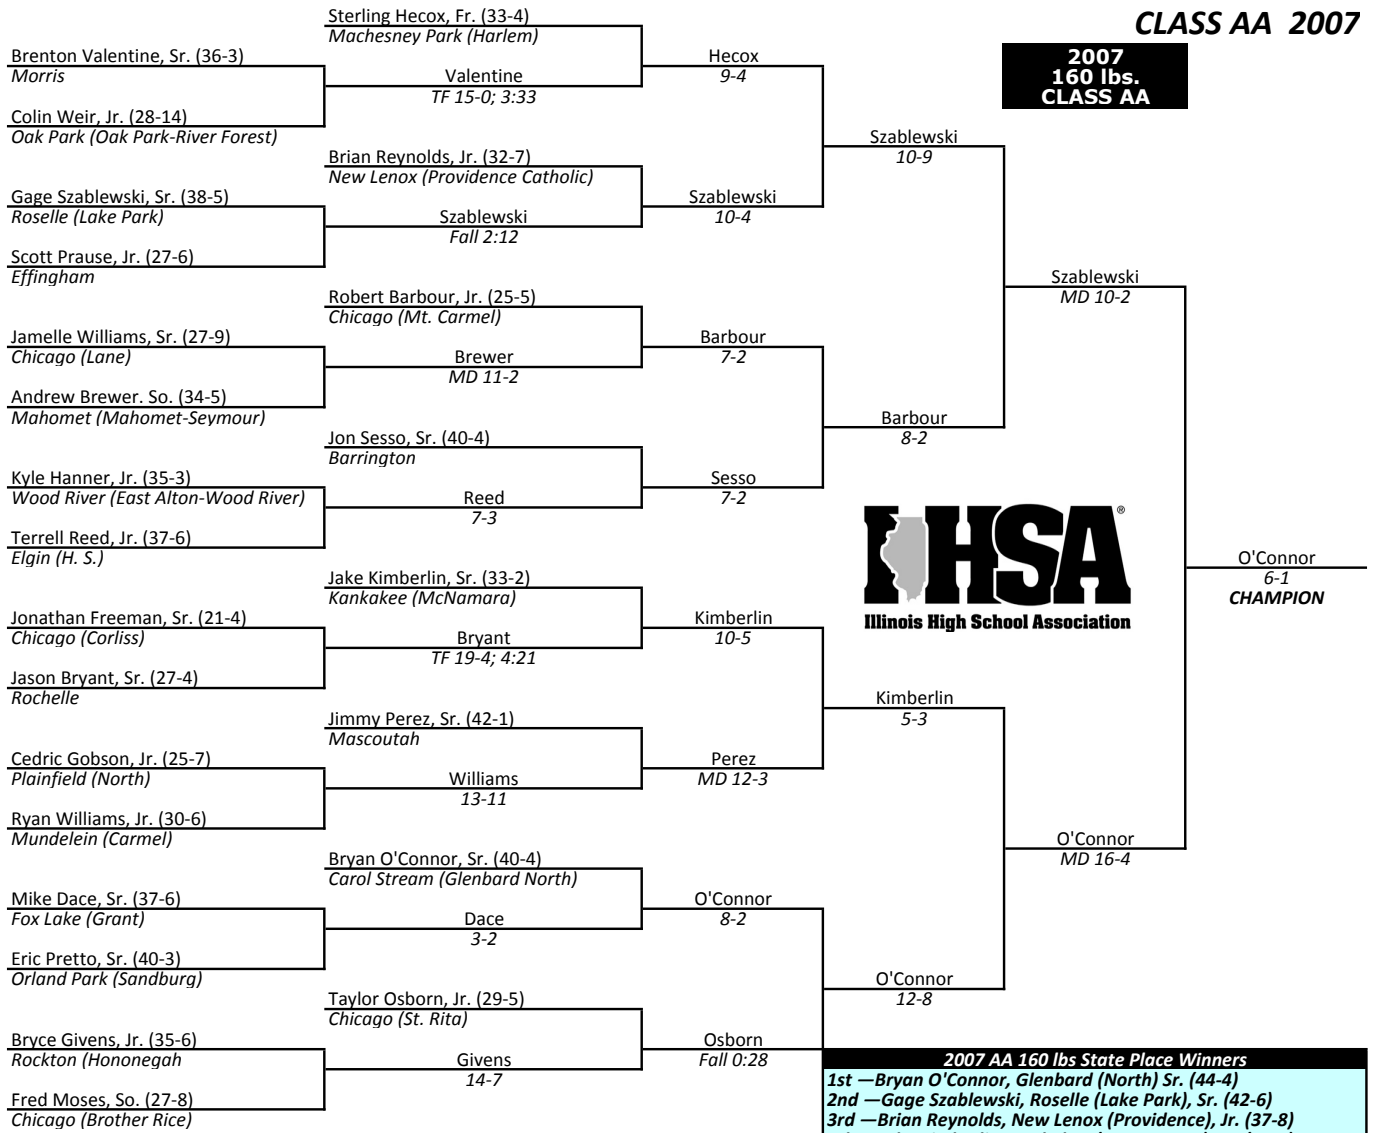 CLASS AA 2007
2007
160 lbs.
CLASS AA
Brenton Valentine, Sr. (36-3)
Morris
Colin Weir, Jr. (28-14)
Oak Park (Oak Park-River Forest)
Gage Szablewski, Sr. (38-5)
Roselle (Lake Park)
Scott Prause, Jr. (27-6)
Effingham
Jamelle Williams, Sr. (27-9)
Chicago (Lane)
Andrew Brewer. So. (34-5)
Mahomet (Mahomet-Seymour)
Kyle Hanner, Jr. (35-3)
Wood River (East Alton-Wood River)
Terrell Reed, Jr. (37-6)
Elgin (H. S.)
Jonathan Freeman, Sr. (21-4)
Chicago (Corliss)
Jason Bryant, Sr. (27-4)
Rochelle
Cedric Gobson, Jr. (25-7)
Plainfield (North)
Ryan Williams, Jr. (30-6)
Mundelein (Carmel)
Mike Dace, Sr. (37-6)
Fox Lake (Grant)
Eric Pretto, Sr. (40-3)
Orland Park (Sandburg)
Bryce Givens, Jr. (35-6)
Rockton (Hononegah
Fred Moses, So. (27-8)
Chicago (Brother Rice)
Sterling Hecox, Fr. (33-4)
Machesney Park (Harlem)
Valentine
TF 15-0; 3:33
Brian Reynolds, Jr. (32-7)
New Lenox (Providence Catholic)
Szablewski
Fall 2:12
Robert Barbour, Jr. (25-5)
Chicago (Mt. Carmel)
Brewer
MD 11-2
Jon Sesso, Sr. (40-4)
Barrington
Reed
7-3
Jake Kimberlin, Sr. (33-2)
Kankakee (McNamara)
Bryant
TF 19-4; 4:21
Jimmy Perez, Sr. (42-1)
Mascoutah
Williams
13-11
Bryan O'Connor, Sr. (40-4)
Carol Stream (Glenbard North)
Dace
3-2
Taylor Osborn, Jr. (29-5)
Chicago (St. Rita)
Givens
14-7
Hecox
9-4
Szablewski
10-4
Barbour
7-2
Sesso
7-2
Kimberlin
10-5
Perez
MD 12-3
O'Connor
8-2
Osborn
Fall 0:28
Szablewski
10-9
Barbour
8-2
Kimberlin
5-3
O'Connor
12-8
Szablewski
MD 10-2
O'Connor
MD 16-4
O'Connor
6-1
CHAMPION
IHSA®
Illinois High School Association
2007 AA 160 lbs State Place Winners
1st —Bryan O'Connor, Glenbard (North) Sr. (44-4)
2nd —Gage Szablewski, Roselle (Lake Park), Sr. (42-6)
3rd —Brian Reynolds, New Lenox (Providence), Jr. (37-8)